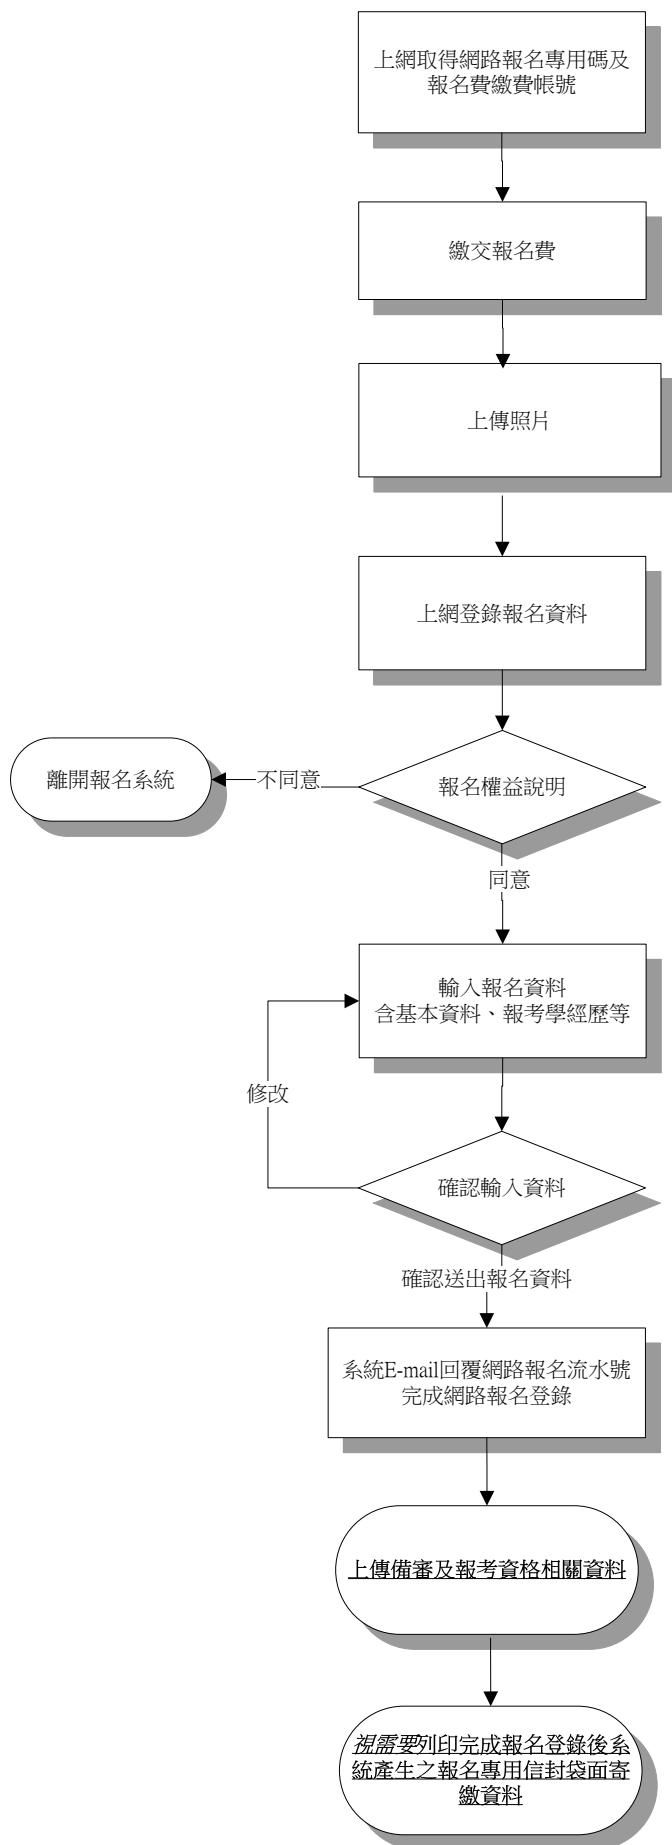 上網取得網路報名專用碼及
報名費繳費帳號
繳交報名費
上傳照片
上網登錄報名資料
離開報名系統
不同意
報名權益說明
同意
輸入報名資料
含基本資料、報考學經歷等
修改
確認輸入資料
確認送出報名資料
系統E-mail回覆網路報名流水號
完成網路報名登錄
上傳備審及報考資格相關資料
視需要列印完成報名登錄後系
統產生之報名專用信封袋面寄
繳資料